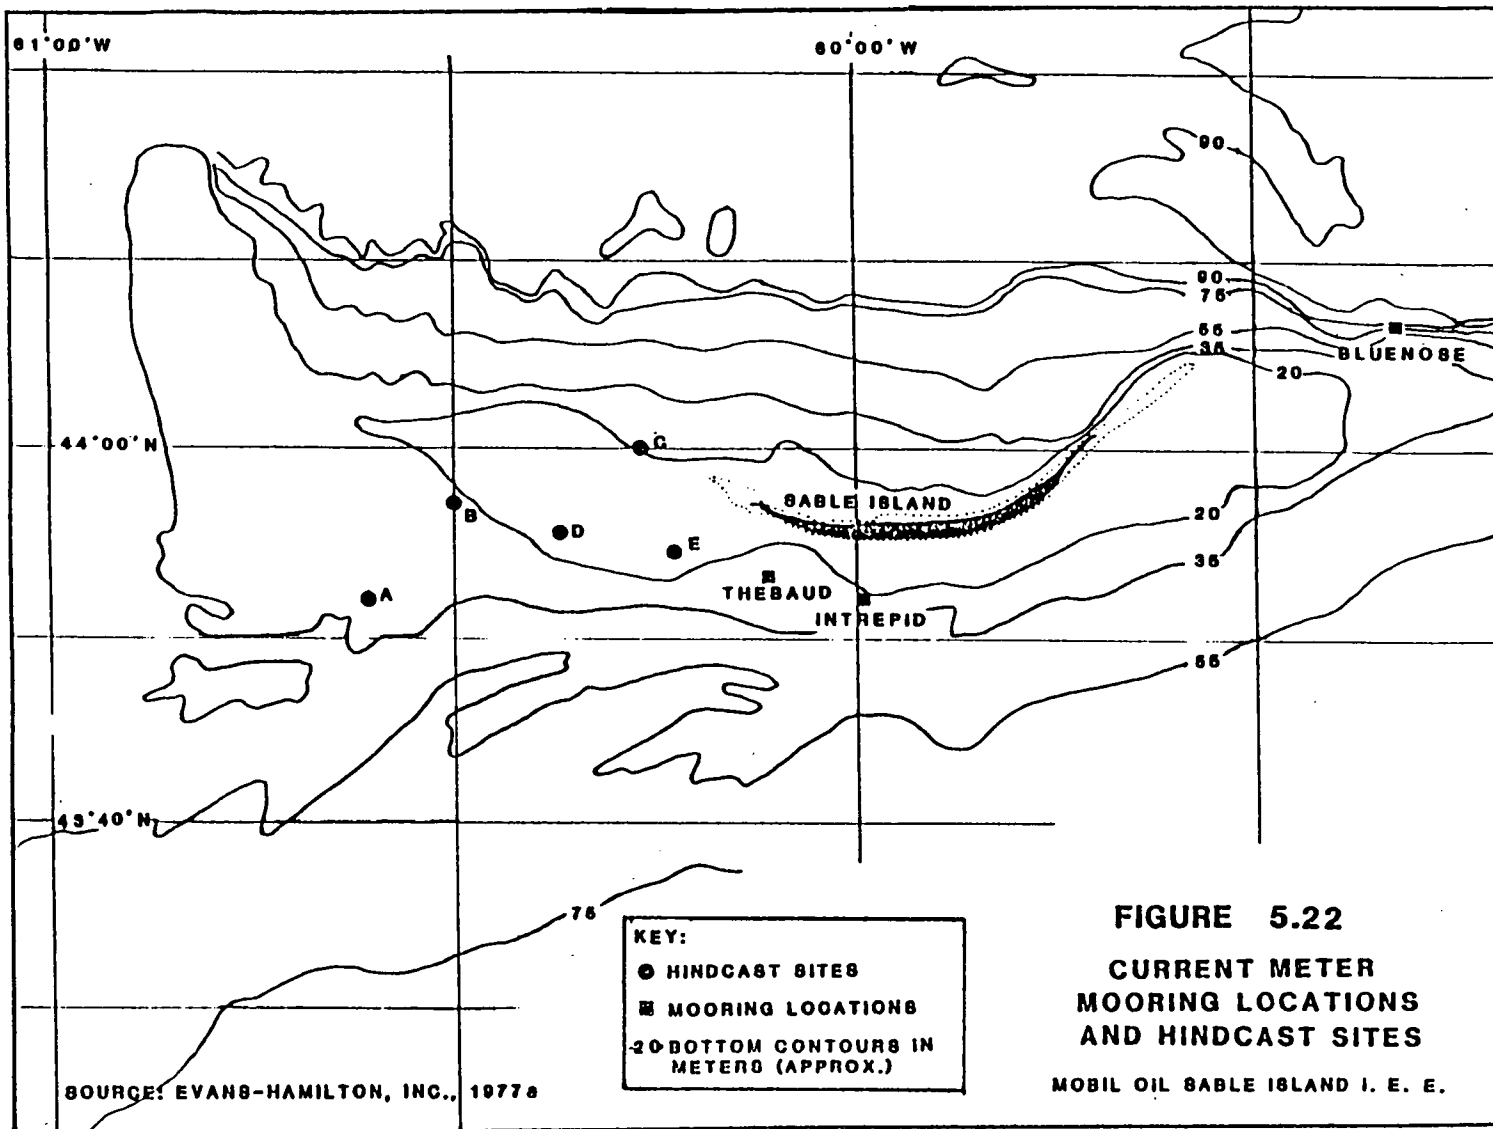 61°00'W
60°00'W
90
90
75
55
35
BLUENOSE
20
44°00'N
C
SABLE ISLAND
B
D
E
20
35
THEBAUD
A
INTREPID
55
43°40'N
75
KEY:
HINDCAST SITES
MOORING LOCATIONS
-20- BOTTOM CONTOURS IN
METERS (APPROX.)
FIGURE 5.22
CURRENT METER
MOORING LOCATIONS
AND HINDCAST SITES
MOBIL OIL SABLE ISLAND I. E. E.
SOURCE: EVANS-HAMILTON, INC., 1977a